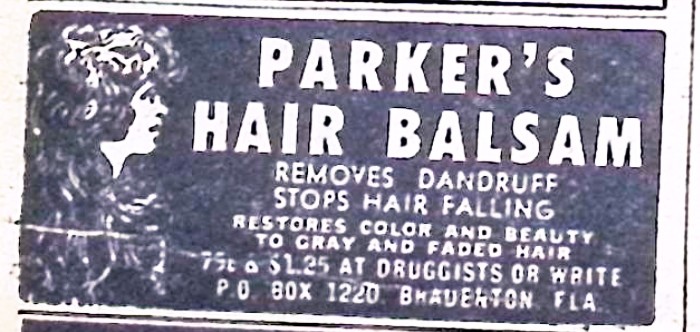 PARKER'S
HAIR BALSAM
REMOVES DANDRUFF
STOPS HAIR FALLING
RESTORES COLOR AND BEAUTY
TO GRAY AND FADED HAIR
75¢ & $1.25 AT DRUGGISTS OR WRITE
P.O. BOX 1220 BRADENTON FLA